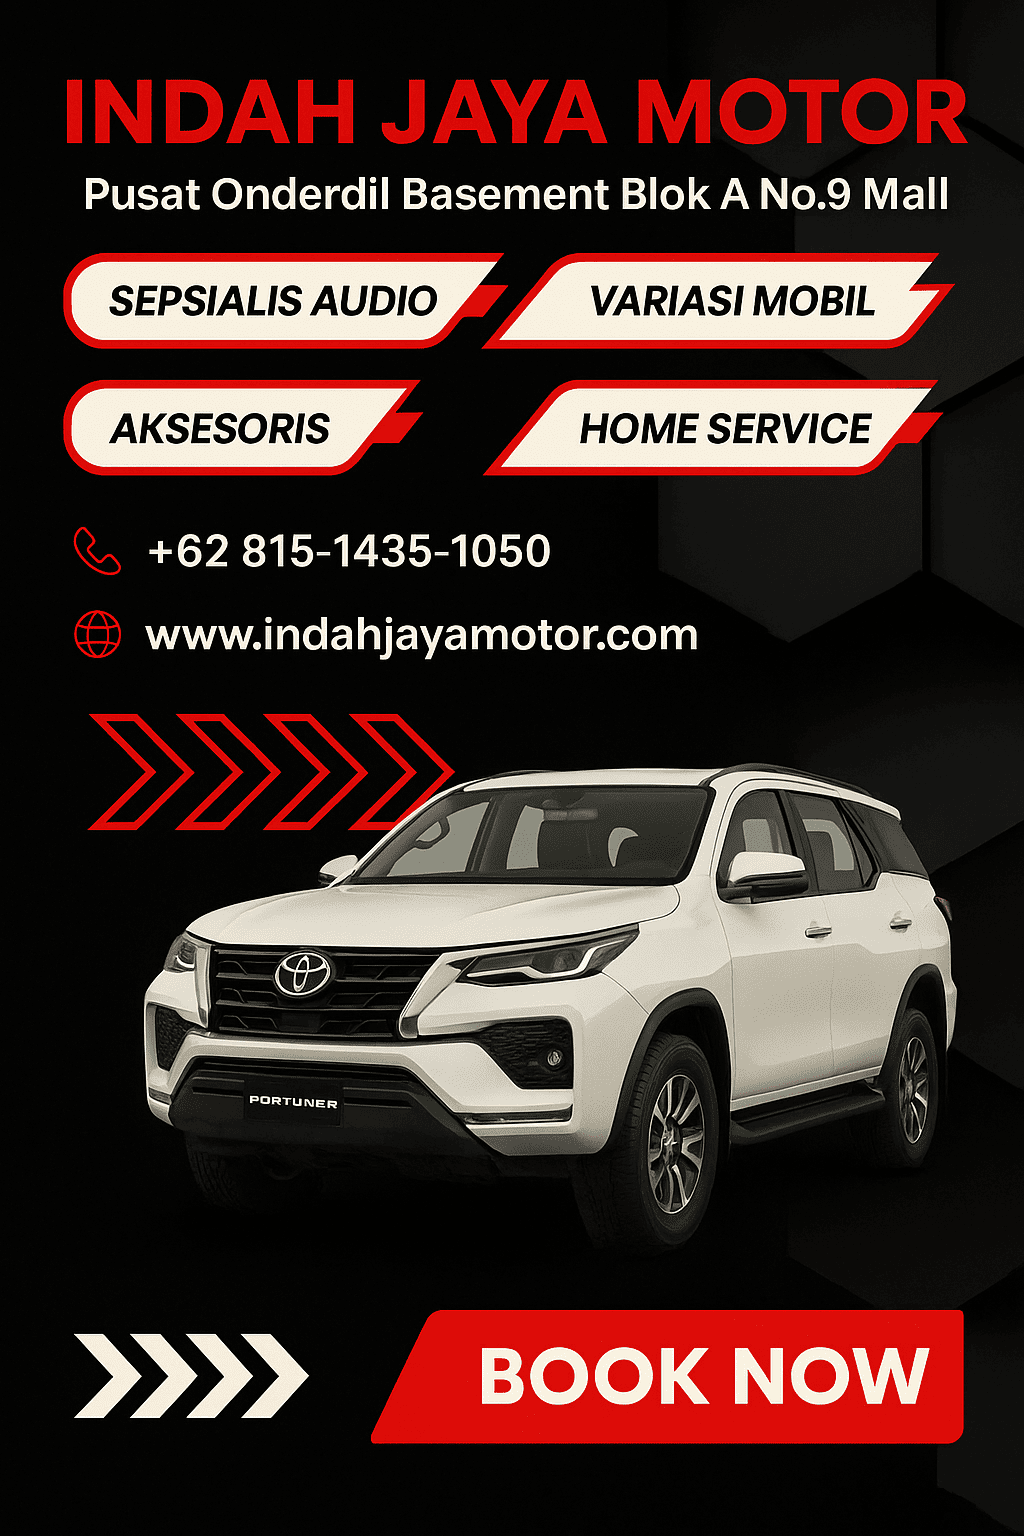 INDAH JAYA MOTOR
Pusat Onderdil Basement Blok A No.9 Mall
SEPSIALIS AUDIO
VARIASI MOBIL
AKSESORIS
HOME SERVICE
+62 815-1435-1050
www.indahjayamotor.com
PORTUNER
BOOK NOW